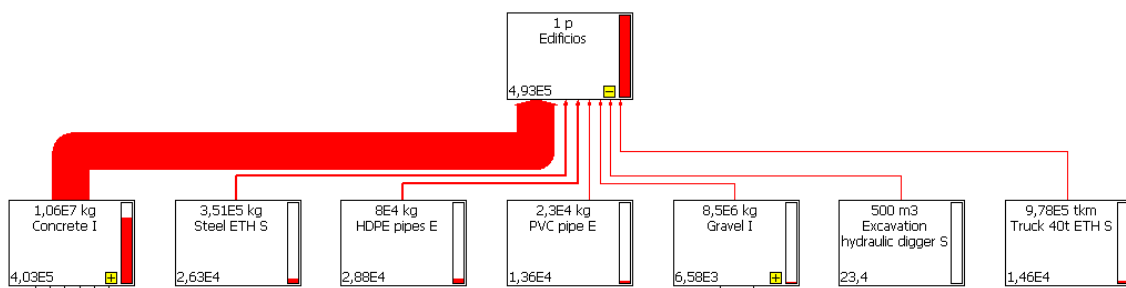 1 p
Edificios
4,93E5
1,06E7 kg
Concrete I
4,03E5
3,51E5 kg
Steel ETH S
2,63E4
8E4 kg
HDPE pipes E
2,88E4
2,3E4 kg
PVC pipe E
1,36E4
8,5E6 kg
Gravel I
6,58E3
500 m3
Excavation
hydraulic digger S
23,4
9,78E5 tkm
Truck 40t ETH S
1,46E4